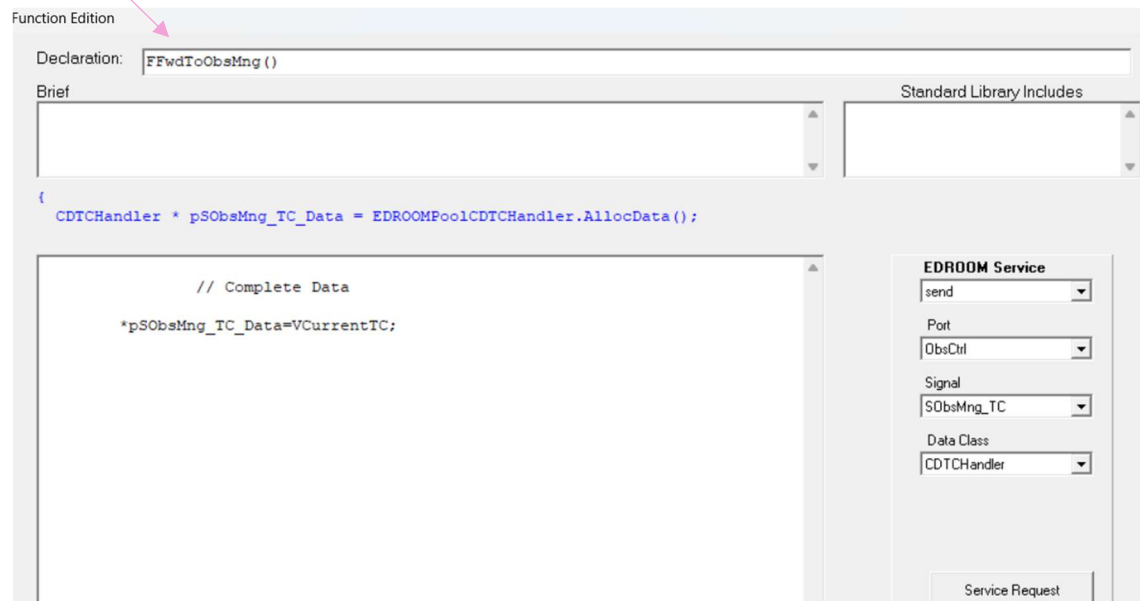 Function Edition
Declaration: FFwdToObsMng()
Brief
Standard Library Includes
{
CDTCHandler * pSObsMng_TC_Data = EDROOMPoolCDTCHandler.AllocData();
// Complete Data
*pSObsMng_TC_Data=VCurrentTC;
EDROOM Service
send
Port
ObsCtrl
Signal
SObsMng_TC
Data Class
CDTCHandler
Service Request